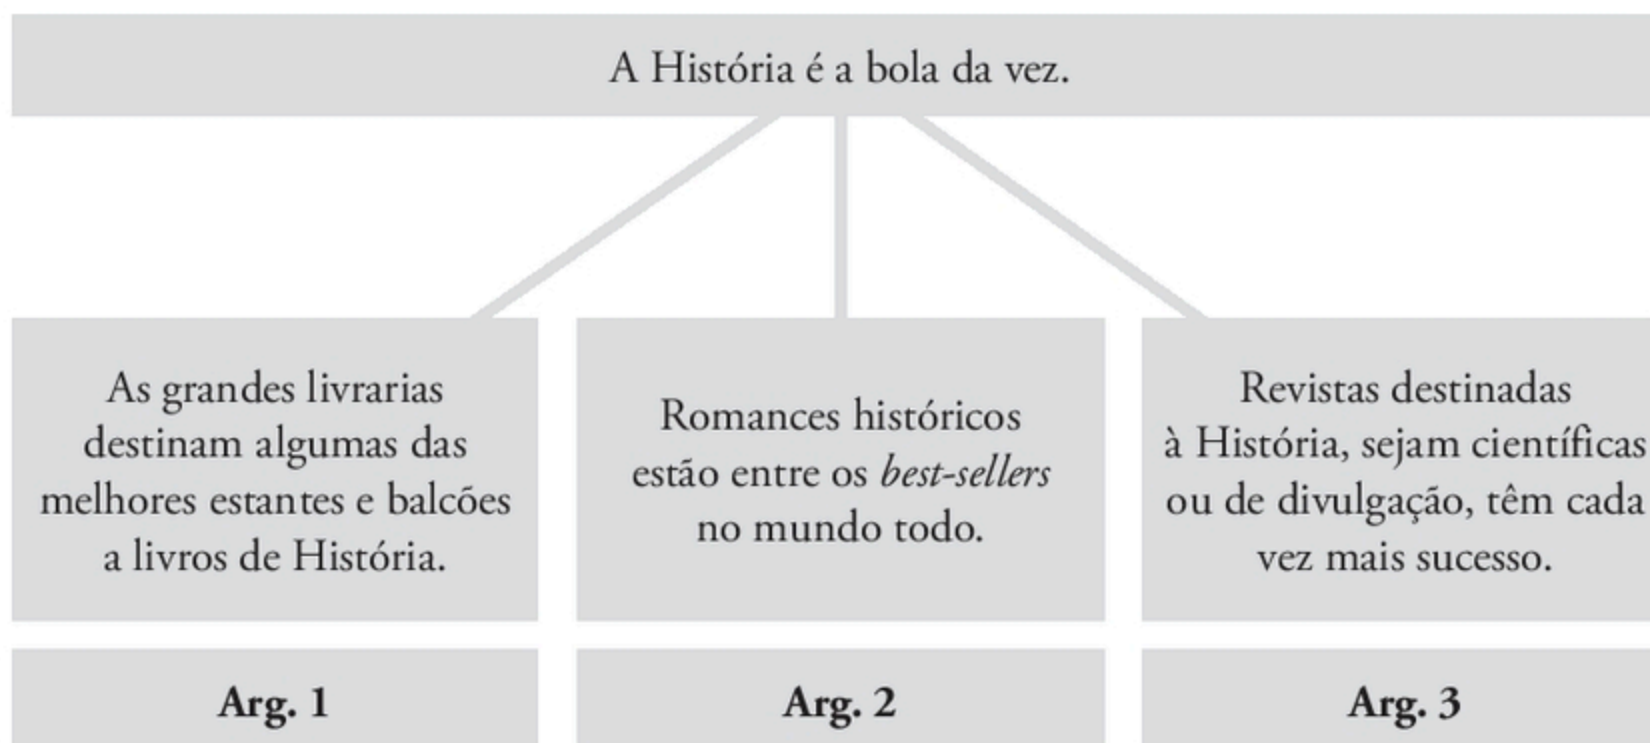 A História é a bola da vez.
As grandes livrarias
destinam algumas das
melhores estantes e balcões
a livros de História.
Romances históricos
estão entre os best-sellers
no mundo todo.
Revistas destinadas
à História, sejam científicas
ou de divulgação, têm cada
vez mais sucesso.
Arg. 1
Arg. 2
Arg. 3